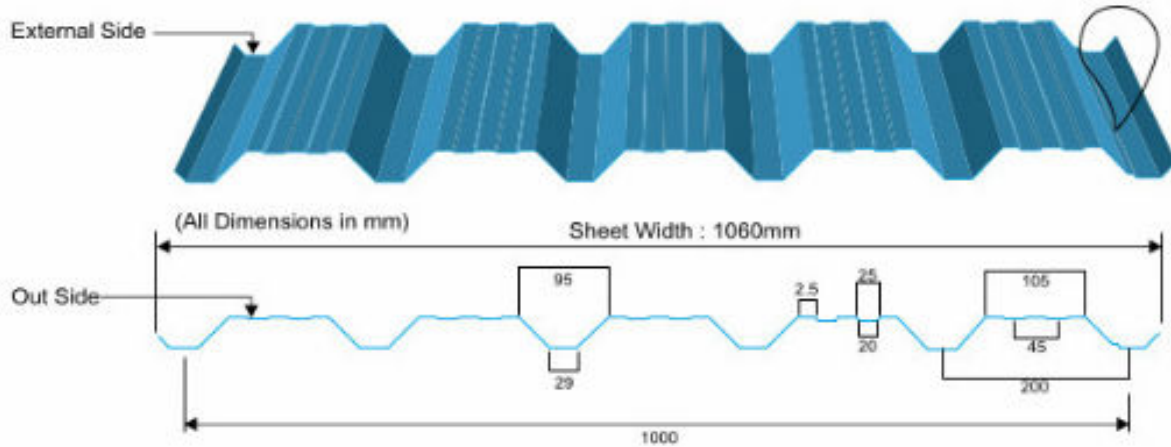 External Side
(All Dimensions in mm)
Sheet Width : 1060mm
Out Side
95
2.5
25
105
29
20
45
200
1000